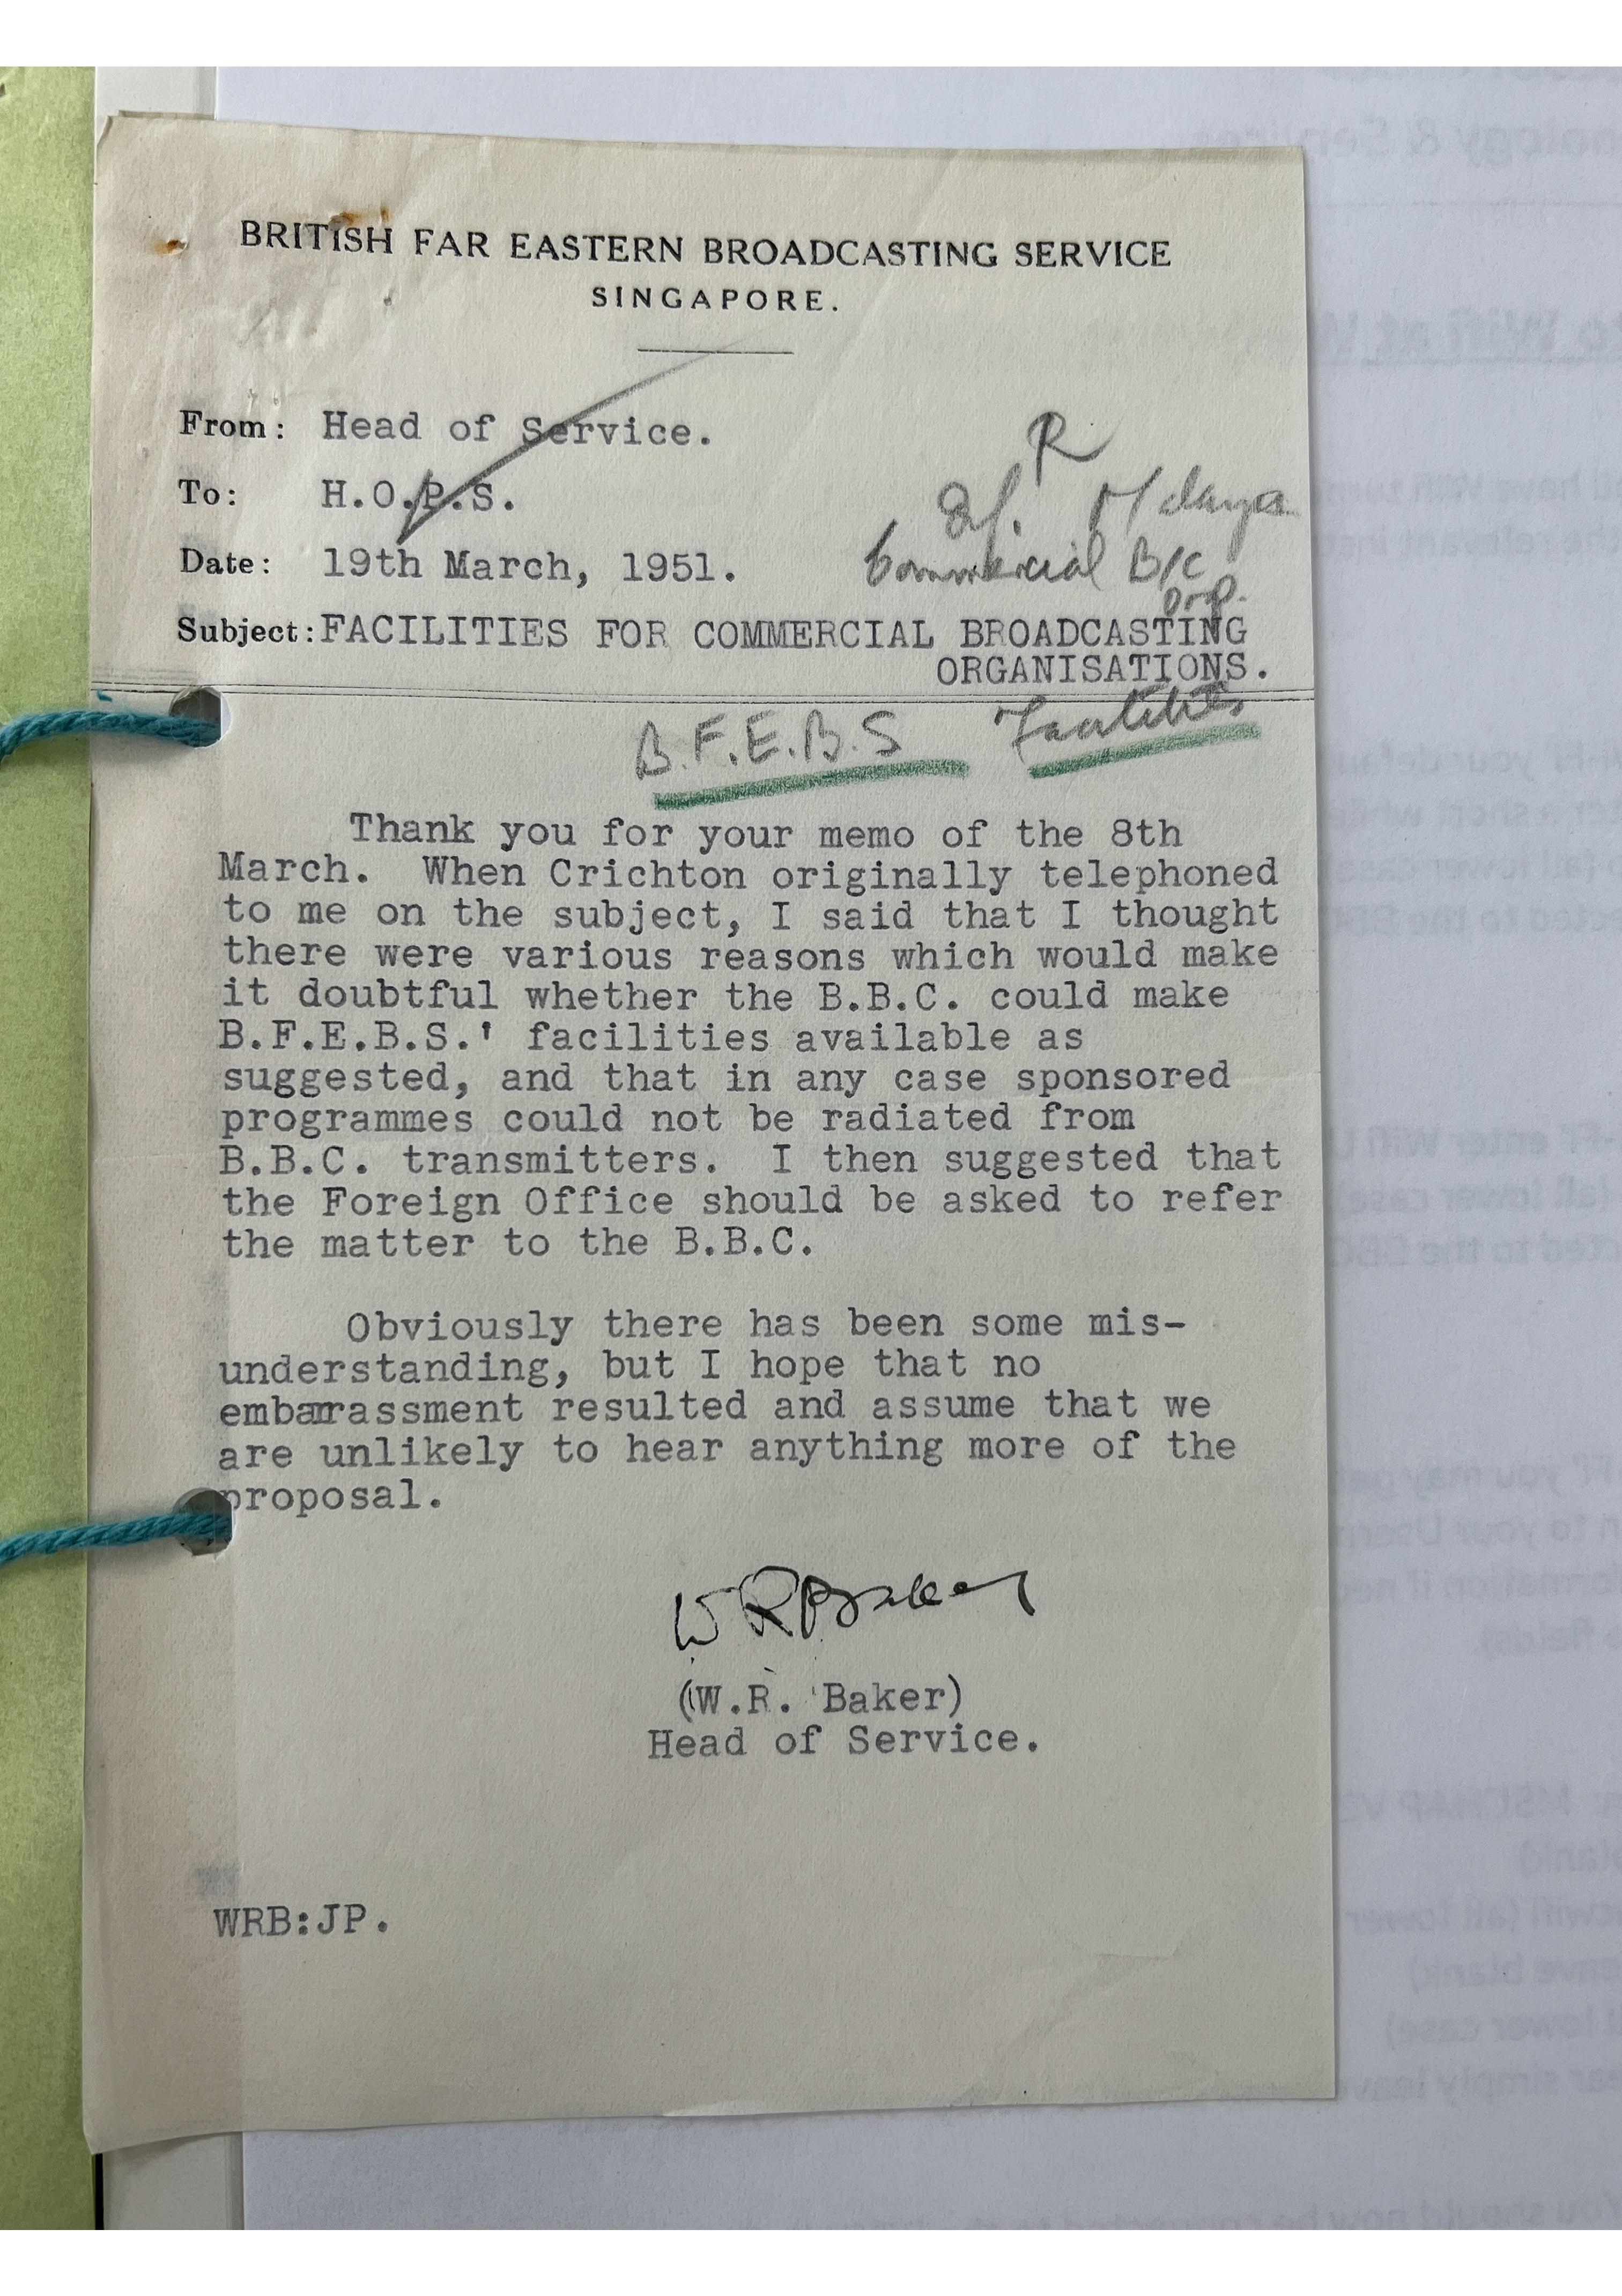 BRITISH FAR EASTERN BROADCASTING SERVICE
SINGAPORE.
From: Head of Service.
To: H.O.P.S.
Date: 19th March, 1951.
Subject: FACILITIES FOR COMMERCIAL BROADCASTING
ORGANISATIONS.
R
Malaya
Commercial B/C
Orp.
B.F.E.B.S Facilities
Thank you for your memo of the 8th
March. When Crichton originally telephoned
to me on the subject, I said that I thought
there were various reasons which would make
it doubtful whether the B.B.C. could make
B.F.E.B.S.' facilities available as
suggested, and that in any case sponsored
programmes could not be radiated from
B.B.C. transmitters. I then suggested that
the Foreign Office should be asked to refer
the matter to the B.B.C.
Obviously there has been some mis-
understanding, but I hope that no
embarrassment resulted and assume that we
are unlikely to hear anything more of the
proposal.
W R Baker
(W.R. Baker)
Head of Service.
WRB:JP.